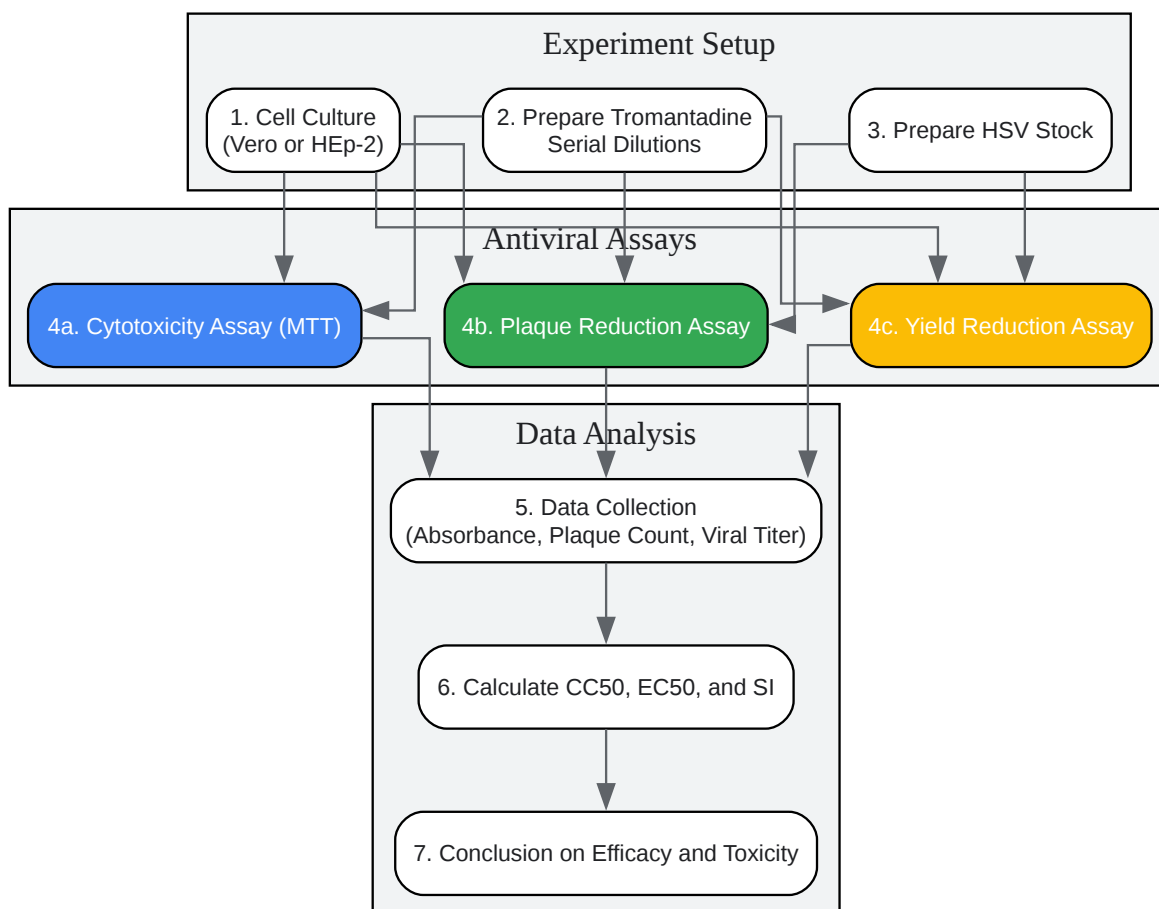 Experiment Setup
1. Cell Culture
(Vero or HEp-2)
2. Prepare Tromantadine
Serial Dilutions
3. Prepare HSV Stock
Antiviral Assays
4a. Cytotoxicity Assay (MTT)
4b. Plaque Reduction Assay
4c. Yield Reduction Assay
Data Analysis
5. Data Collection
(Absorbance, Plaque Count, Viral Titer)
6. Calculate CC50, EC50, and SI
7. Conclusion on Efficacy and Toxicity